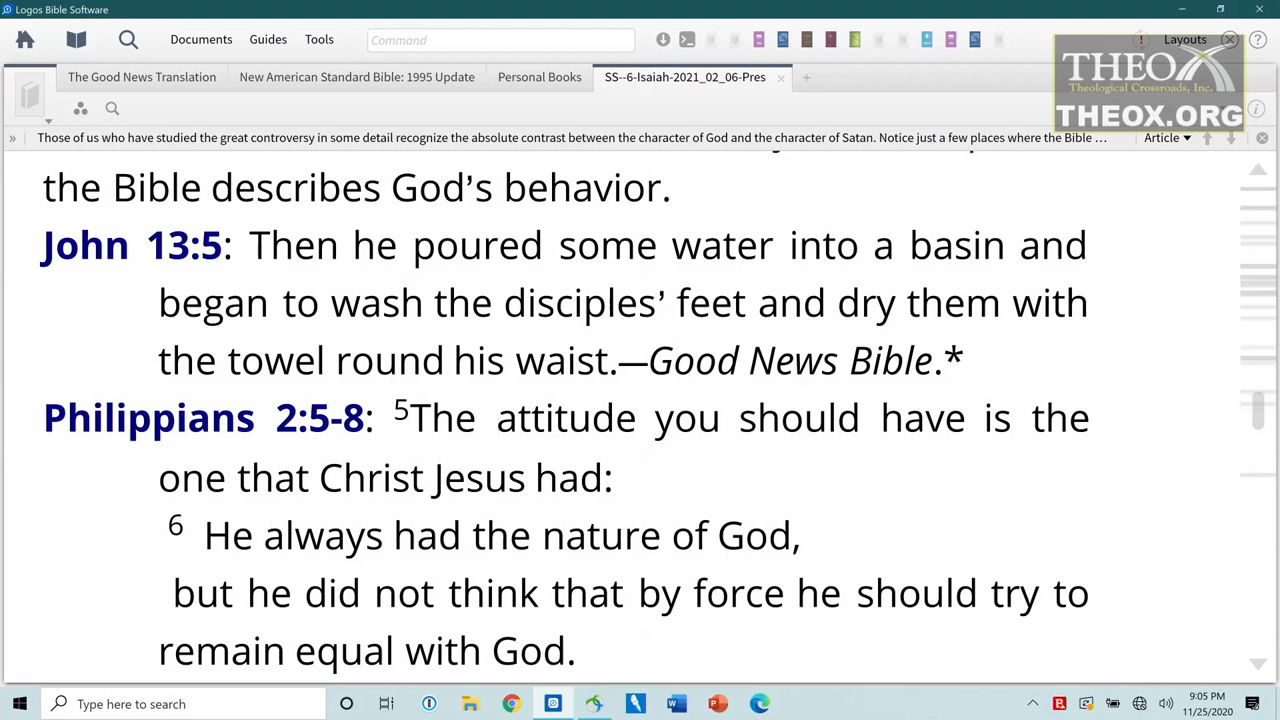 Logos Bible Software
Documents Guides Tools Command Layouts
THEOX
Theological Crossroads, Inc.
THEOX.ORG
The Good News Translation New American Standard Bible: 1995 Update Personal Books SS--6-Isaiah-2021_02_06-Pres
Those of us who have studied the great controversy in some detail recognize the absolute contrast between the character of God and the character of Satan. Notice just a few places where the Bible ... Article
the Bible describes God’s behavior.
John 13:5: Then he poured some water into a basin and
began to wash the disciples’ feet and dry them with
the towel round his waist.—Good News Bible.*
Philippians 2:5-8: 5The attitude you should have is the
one that Christ Jesus had:
6 He always had the nature of God,
but he did not think that by force he should try to
remain equal with God.
Type here to search
9:05 PM
11/25/2020